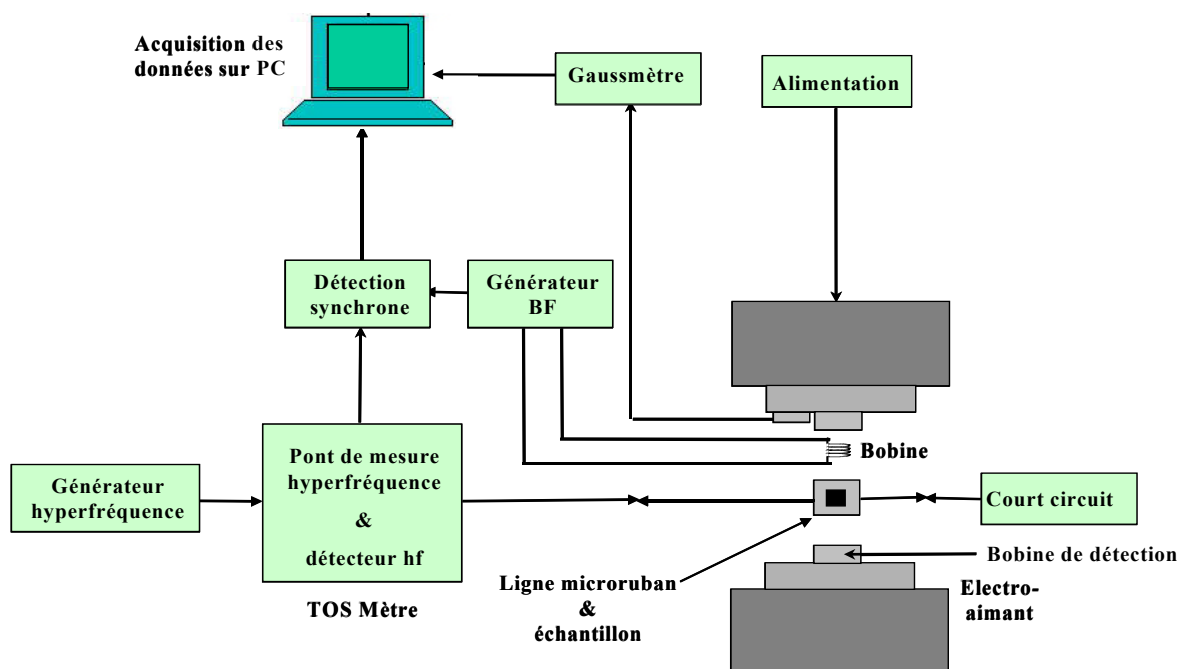 Acquisition des
données sur PC
Gaussmètre
Alimentation
Détection
synchrone
Générateur
BF
Bobine
Pont de mesure
hyperfréquence
&
détecteur hf
Générateur
hyperfréquence
Court circuit
Bobine de détection
Ligne microruban
&
échantillon
Electro-
aimant
TOS Mètre